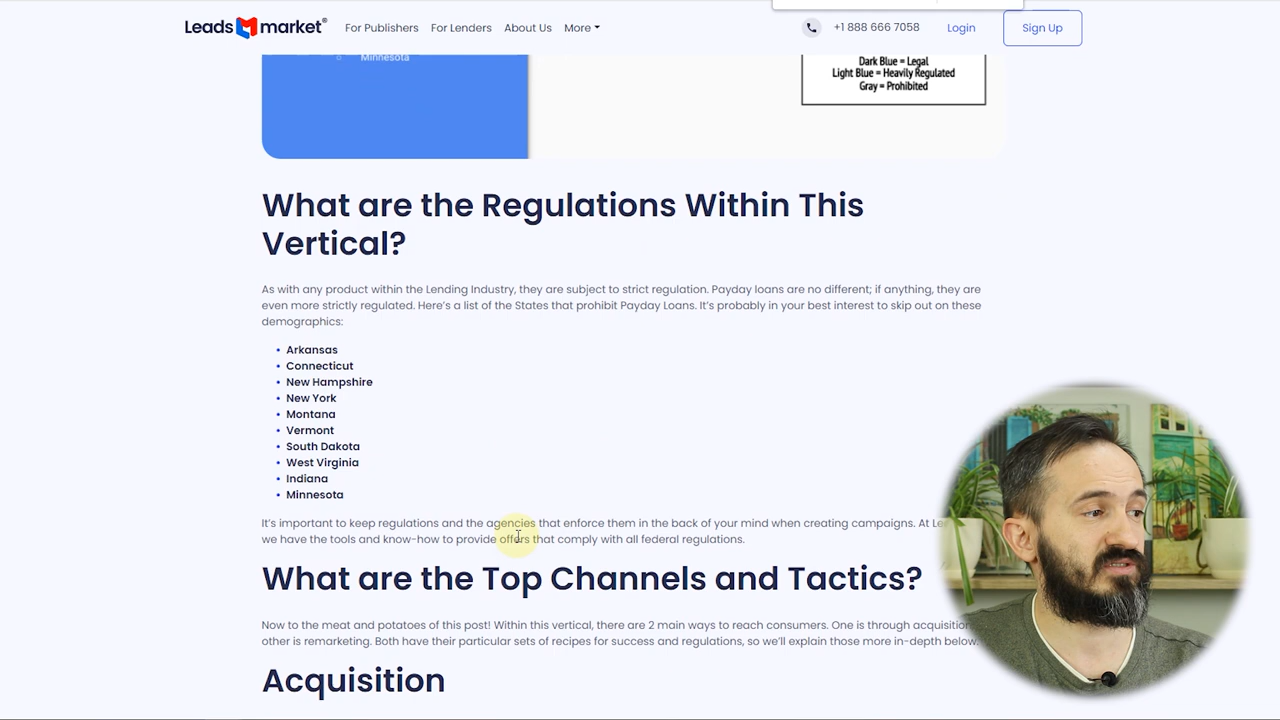 Leads market®
For Publishers
For Lenders
About Us
More
+1 888 666 7058
Login
Sign Up
Minnesota
Dark Blue = Legal
Light Blue = Heavily Regulated
Gray = Prohibited
What are the Regulations Within This
Vertical?
As with any product within the Lending Industry, they are subject to strict regulation. Payday loans are no different; if anything, they are
even more strictly regulated. Here's a list of the States that prohibit Payday Loans. It's probably in your best interest to skip out on these
demographics:
• Arkansas
• Connecticut
• New Hampshire
• New York
• Montana
• Vermont
• South Dakota
• West Virginia
• Indiana
• Minnesota
It's important to keep regulations and the agencies that enforce them in the back of your mind when creating campaigns. At
we have the tools and know-how to provide offers that comply with all federal regulations.
What are the Top Channels and Tactics?
Now to the meat and potatoes of this post! Within this vertical, there are 2 main ways to reach consumers. One is through
other is remarketing. Both have their particular sets of recipes for success and regulations, so we'll explain those more in-depth below.
Acquisition